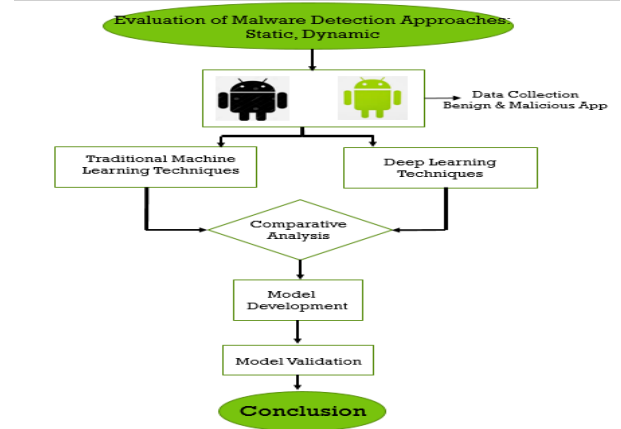 Evaluation of Malware Detection Approaches:
Static, Dynamic
Data Collection
Benign & Malicious App
Traditional Machine
Learning Techniques
Deep Learning
Techniques
Comparative
Analysis
Model
Development
Model Validation
Conclusion